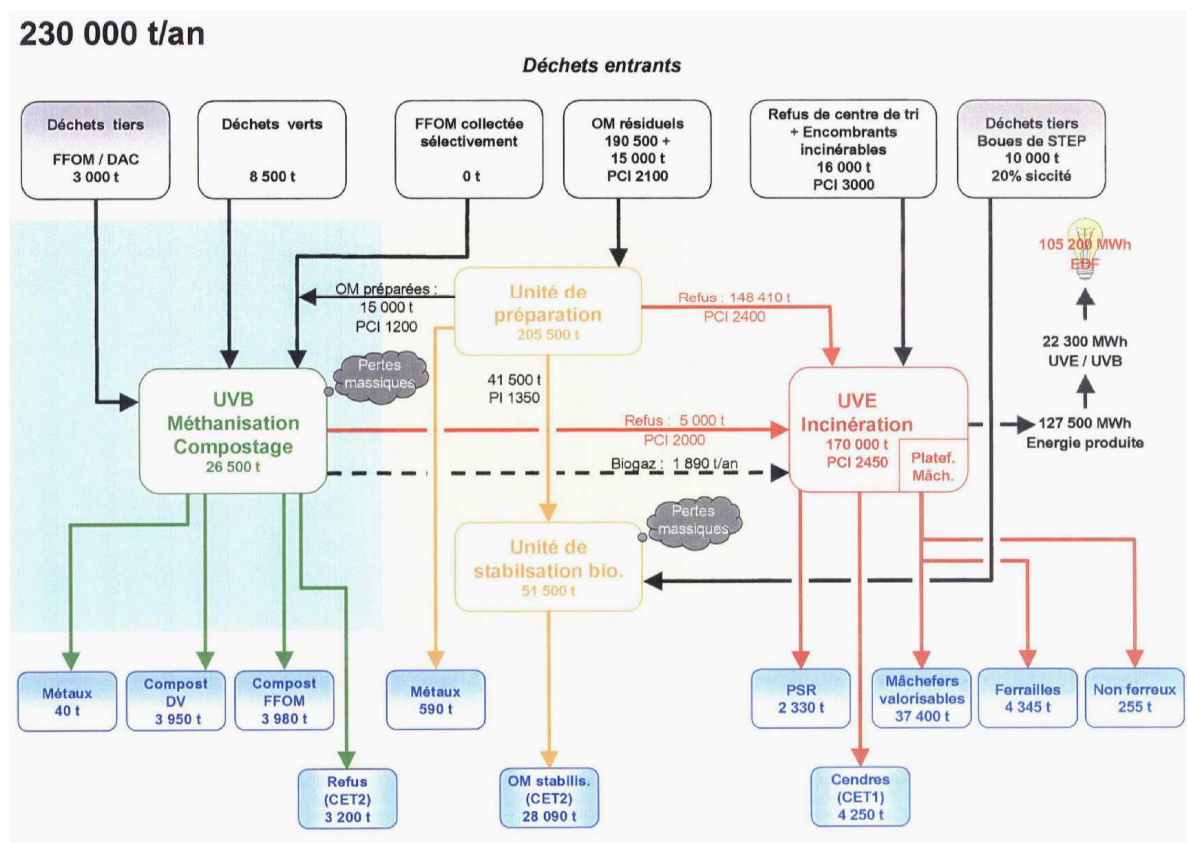 230 000 t/an
Déchets entrants
Déchets tiers
FFOM / DAC
3 000 t
Déchets verts
8 500 t
FFOM collectée
sélectivement
0 t
OM résiduels
190 500 +
15 000 t
PCI 2100
Refus de centre de tri
+ Encombrants
incinérables
16 000 t
PCI 3000
Déchets tiers
Boues de STEP
10 000 t
20% siccité
105 200 MWh
EDF
OM préparées :
15 000 t
PCI 1200
Unité de
préparation
205 500 t
Refus : 148 410 t
PCI 2400
22 300 MWh
UVE / UVB
Pertes
massiques
41 500 t
PI 1350
UVB
Méthanisation
Compostage
26 500 t
Refus : 5 000 t
PCI 2000
Biogaz : 1 890 t/an
UVE
Incinération
170 000 t
PCI 2450
Platef.
Mâch.
127 500 MWh
Energie produite
Pertes
massiques
Unité de
stabilsation bio.
51 500 t
Métaux
40 t
Compost
DV
3 950 t
Compost
FFOM
3 980 t
Métaux
590 t
PSR
2 330 t
Mâchefers
valorisables
37 400 t
Ferrailles
4 345 t
Non ferreux
255 t
Refus
(CET2)
3 200 t
OM stabilis.
(CET2)
28 090 t
Cendres
(CET1)
4 250 t